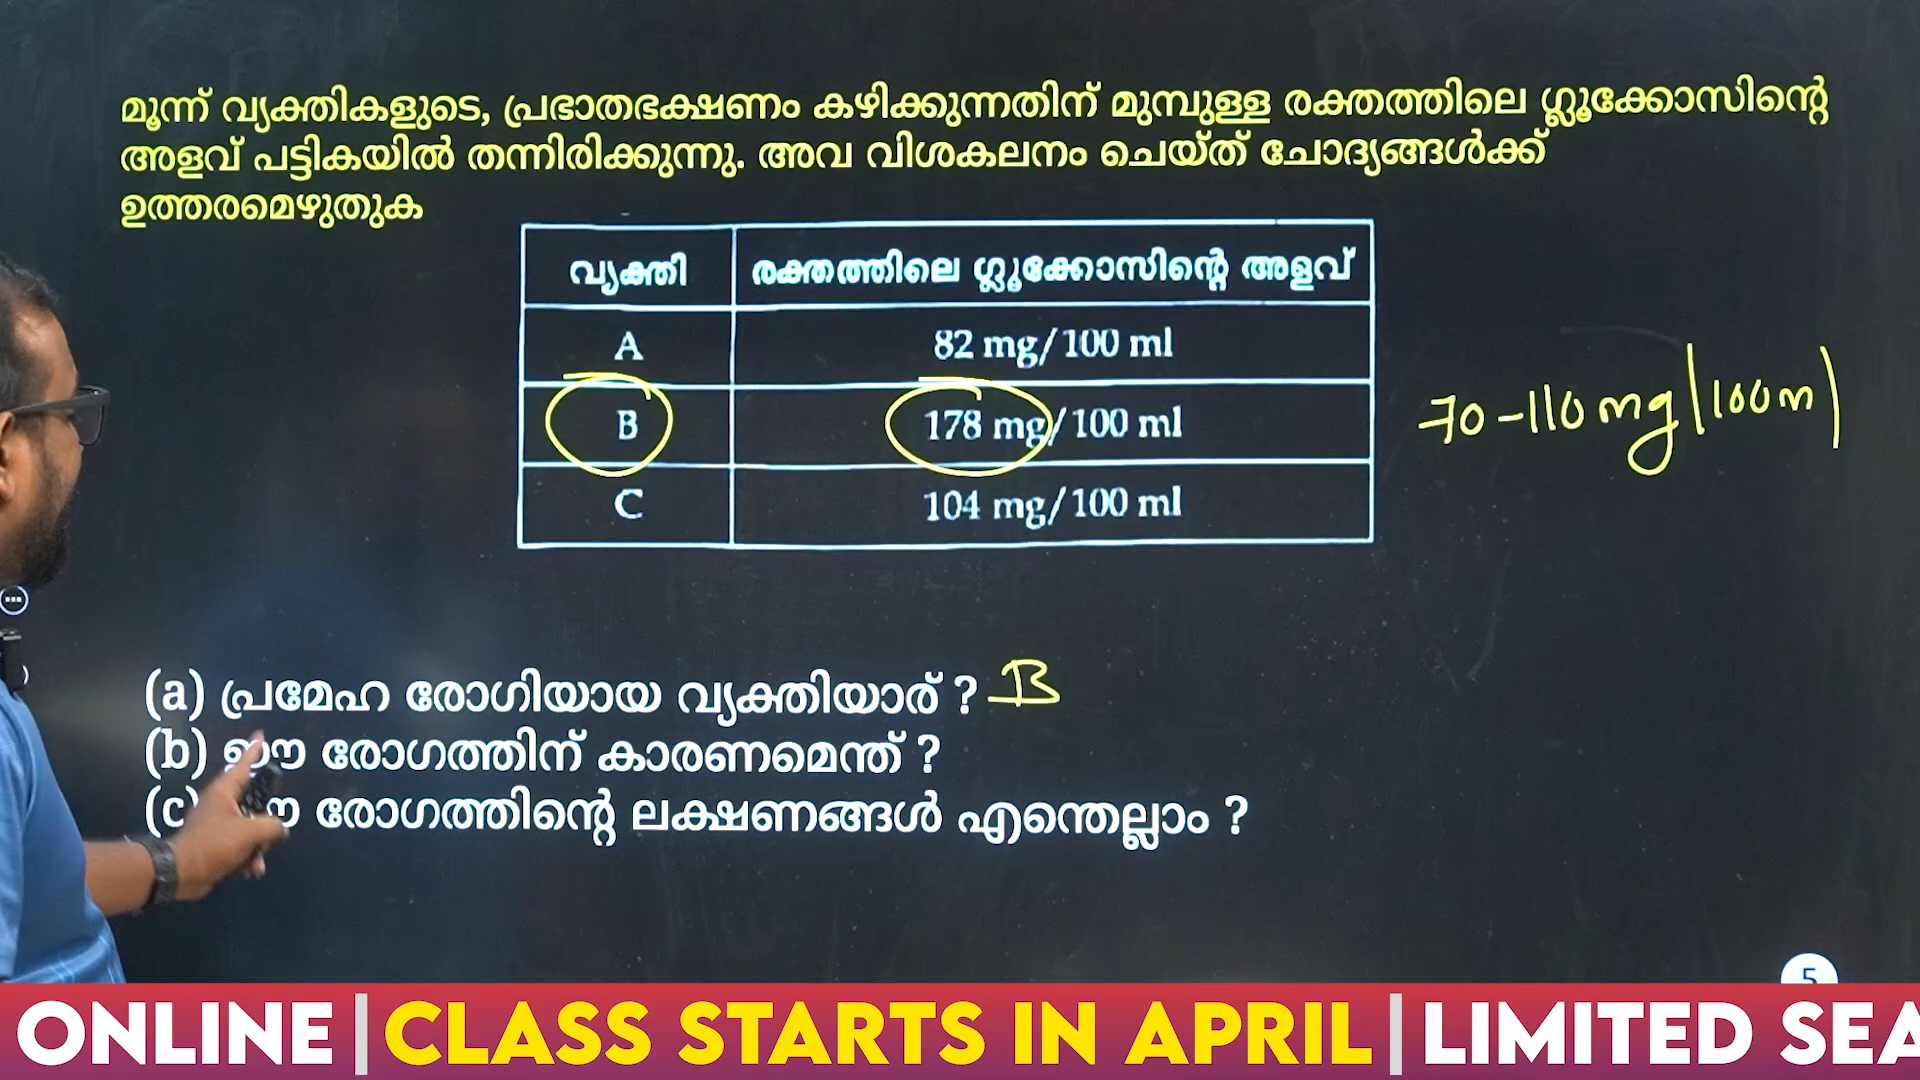 മൂന്ന് വ്യക്തികളുടെ, പ്രഭാതഭക്ഷണം കഴിക്കുന്നതിന് മുമ്പുള്ള രക്തത്തിലെ ഗ്ലൂക്കോസിന്റെ
അളവ് പട്ടികയിൽ തന്നിരിക്കുന്നു. അവ വിശകലനം ചെയ്ത് ചോദ്യങ്ങൾക്ക്
ഉത്തരമെഴുതുക
വ്യക്തി രക്തത്തിലെ ഗ്ലൂക്കോസിന്റെ അളവ്
A 82 mg/100 ml
B 178 mg/100 ml
70-110 mg/100ml
C 104 mg/100 ml
(a) പ്രമേഹ രോഗിയായ വ്യക്തിയാര് ? B
(b) ഈ രോഗത്തിന് കാരണമെന്ത് ?
(c) ഈ രോഗത്തിന്റെ ലക്ഷണങ്ങൾ എന്തെല്ലാം ?
5
ONLINE | CLASS STARTS IN APRIL | LIMITED SEA